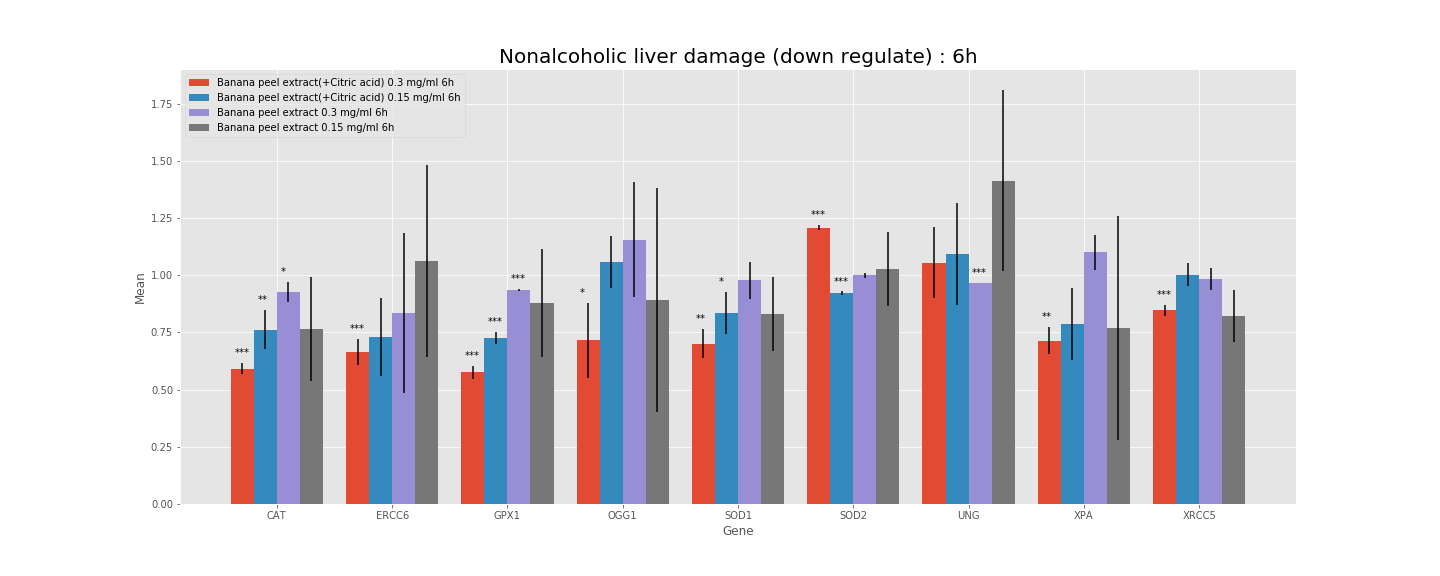 Nonalcoholic liver damage (down regulate) : 6h
Banana peel extract(+Citric acid) 0.3 mg/ml 6h
Banana peel extract(+Citric acid) 0.15 mg/ml 6h
Banana peel extract 0.3 mg/ml 6h
Banana peel extract 0.15 mg/ml 6h
Mean
1.75
1.50
1.25
1.00
0.75
0.50
0.25
0.00
*** ** * *** *** *** *** * ** * *** *** *** ** ***
CAT ERCC6 GPX1 OGG1 SOD1 SOD2 UNG XPA XRCC5
Gene